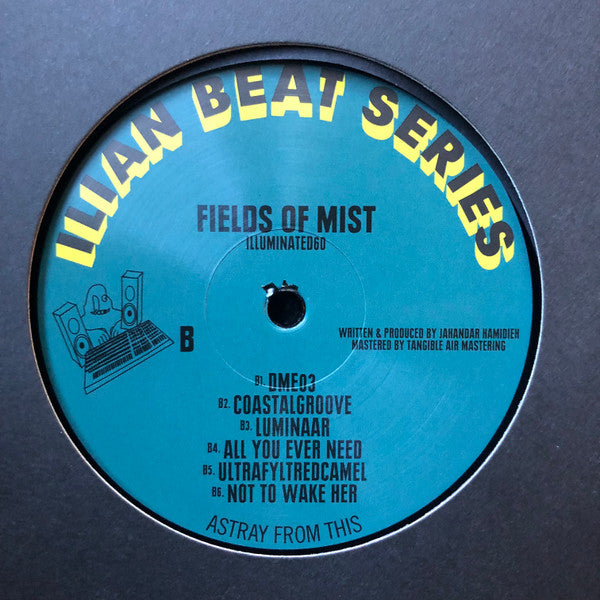 ILIAN BEAT SERIES
FIELDS OF MIST
ILLUMINATED60
B
WRITTEN & PRODUCED BY JAHANDAR HAMIDIEH
MASTERED BY TANGIBLE AIR MASTERING
B1. DME03
B2. COASTALGROOVE
B3. LUMINAAR
B4. ALL YOU EVER NEED
B5. ULTRAFYLTREDCAMEL
B6. NOT TO WAKE HER
ASTRAY FROM THIS